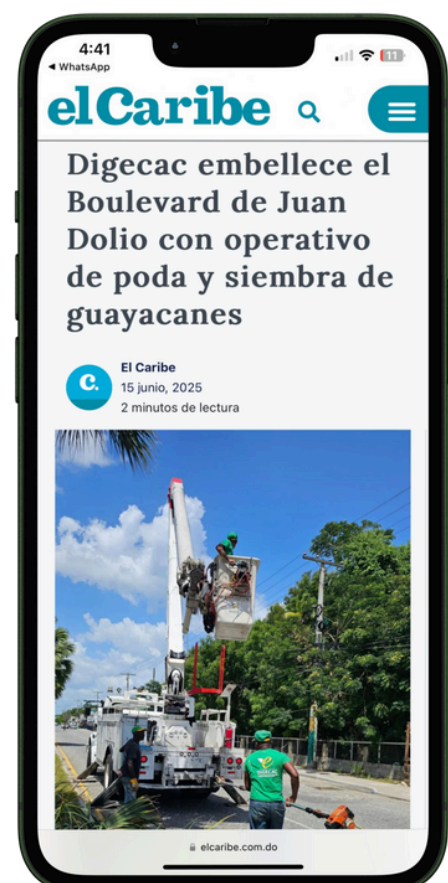 4:41
11
◀ WhatsApp
elCaribe
Digecac embellece el
Boulevard de Juan
Dolio con operativo
de poda y siembra de
guayacanes
C.
El Caribe
15 junio, 2025
2 minutos de lectura
elcaribe.com.do